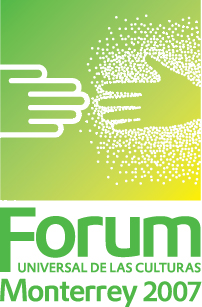 Forum
UNIVERSAL DE LAS CULTURAS
Monterrey 2007